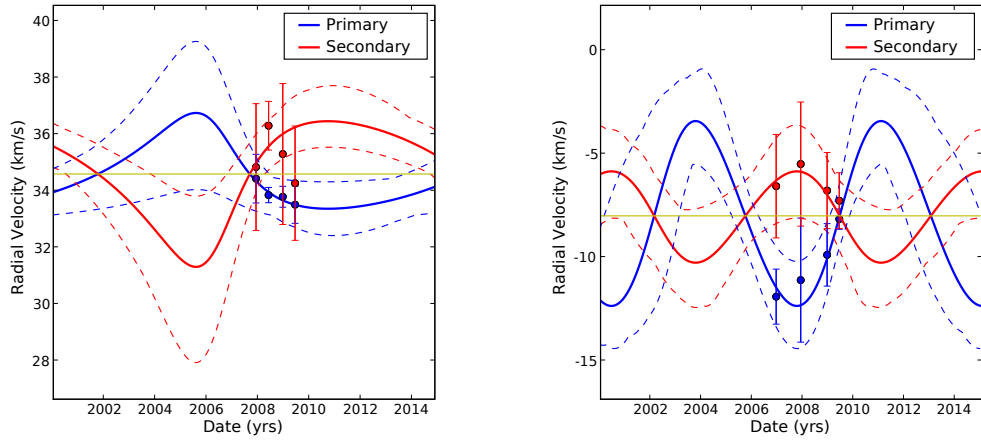 Primary
Secondary
40
38
36
34
32
30
28
Radial Velocity (km/s)
2002 2004 2006 2008 2010 2012 2014
Date (yrs)
Primary
Secondary
0
-5
-10
-15
Radial Velocity (km/s)
2002 2004 2006 2008 2010 2012 2014
Date (yrs)